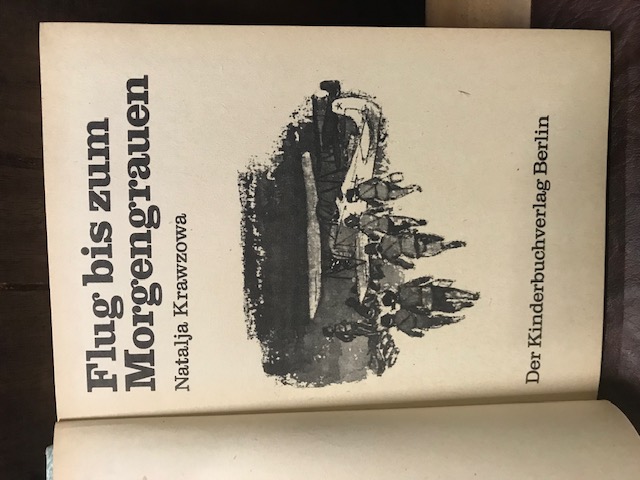 Flug bis zum
Morgengrauen
Natalja Krawzowa
Der Kinderbuchverlag Berlin